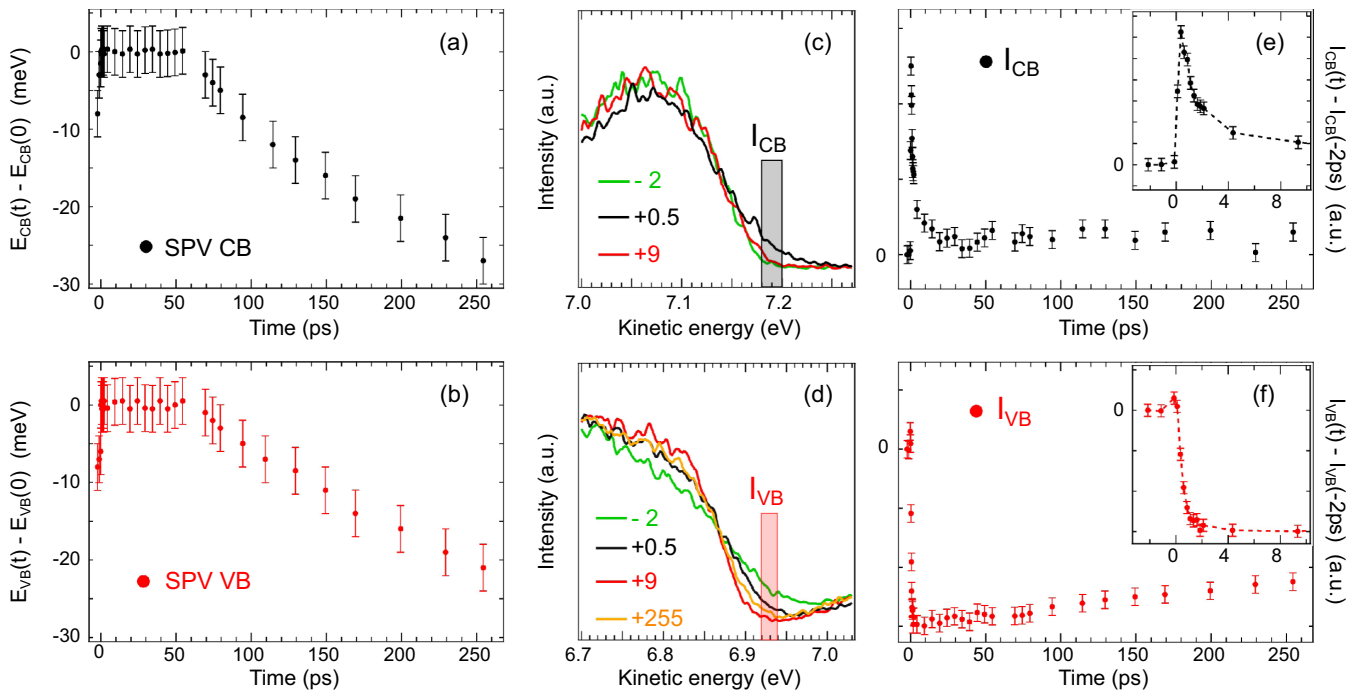 (a)
E_CB(t) - E_CB(0) (meV)
0
-10
-20
-30
SPV CB
0 50 100 150 200 250
Time (ps)
(c)
Intensity (a.u.)
I_CB
- 2
+0.5
+9
7.0 7.1 7.2
Kinetic energy (eV)
(e)
I_CB
0
0 4 8
0
I_CB(t) - I_CB(-2ps) (a.u.)
0 50 100 150 200 250
Time (ps)
(b)
E_VB(t) - E_VB(0) (meV)
0
-10
-20
-30
SPV VB
0 50 100 150 200 250
Time (ps)
(d)
Intensity (a.u.)
I_VB
- 2
+0.5
+9
+255
6.7 6.8 6.9 7.0
Kinetic energy (eV)
(f)
I_VB
0
0 4 8
0
I_VB(t) - I_VB(-2ps) (a.u.)
0 50 100 150 200 250
Time (ps)